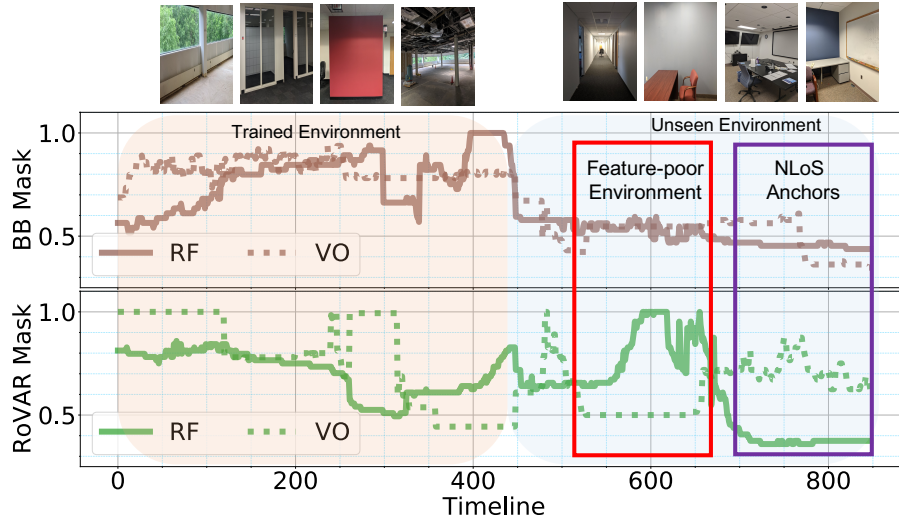 Trained Environment
Unseen Environment
BB Mask
1.0
0.5
RF
VO
Feature-poor
Environment
NLoS
Anchors
RoVAR Mask
1.0
0.5
RF
VO
0
200
400
600
800
Timeline